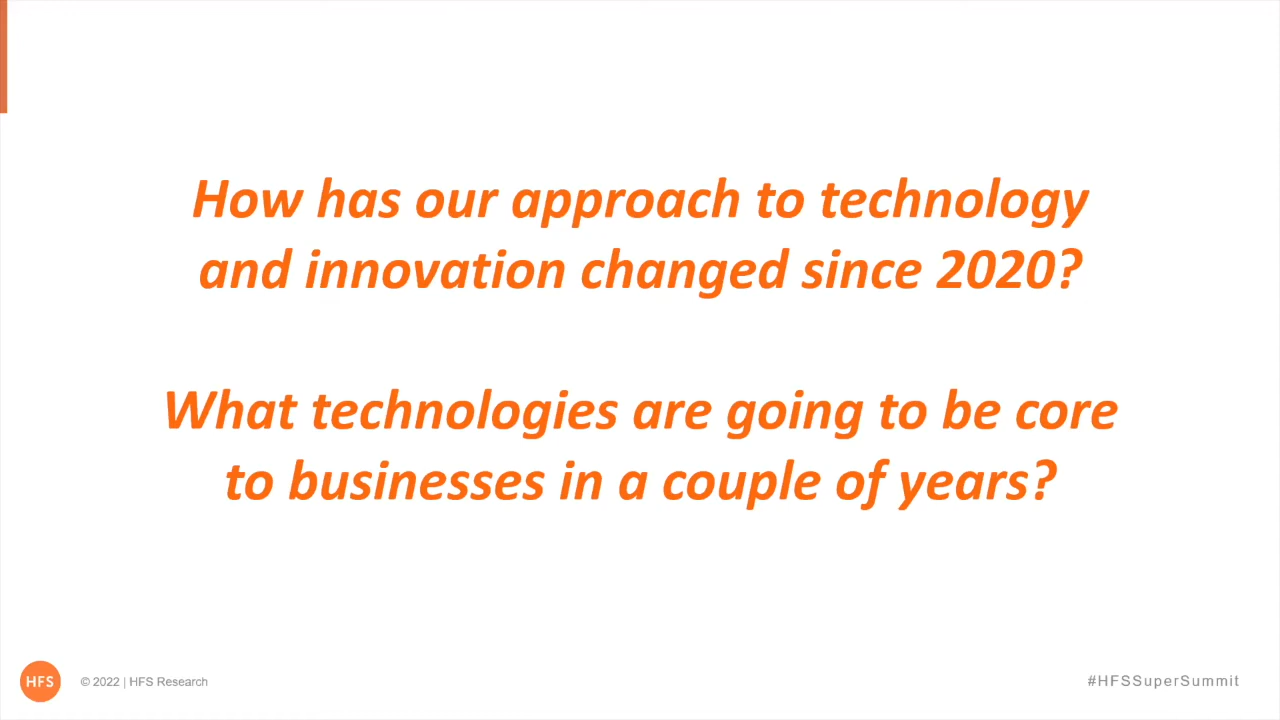 How has our approach to technology
and innovation changed since 2020?
What technologies are going to be core
to businesses in a couple of years?
HFS
© 2022 | HFS Research
#HFSSuperSummit